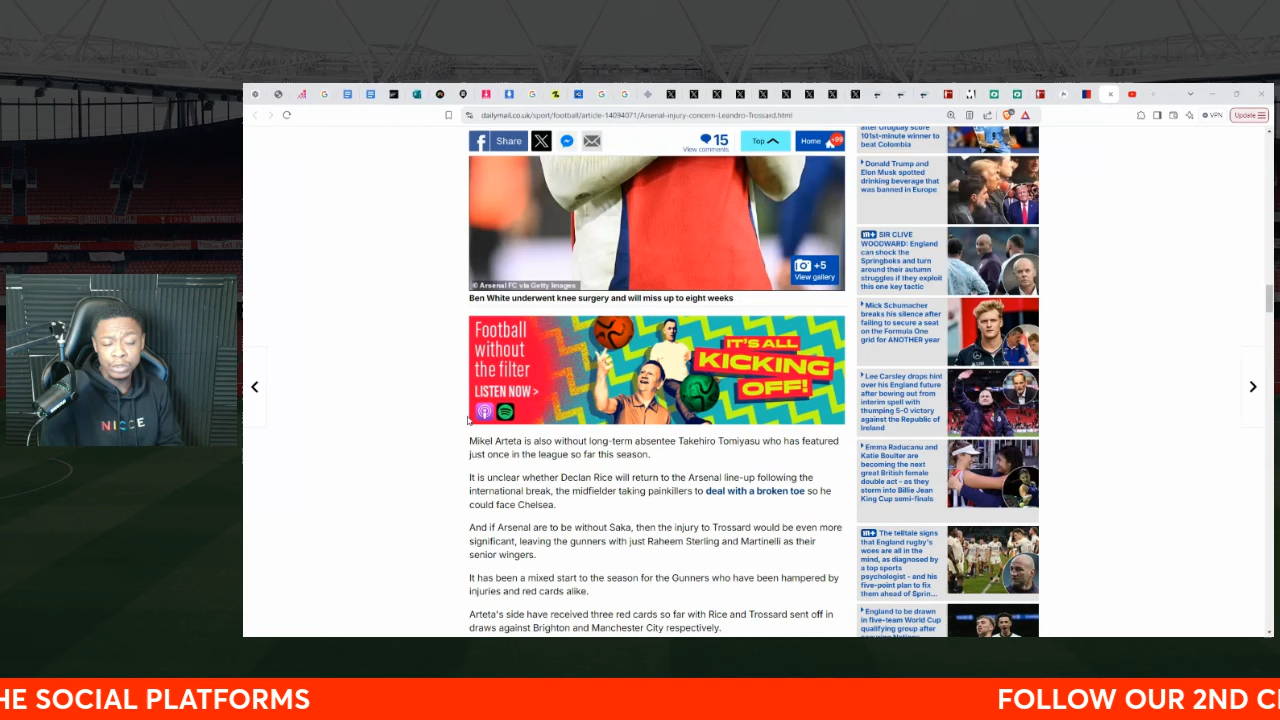 dailymail.co.uk/sport/football/article-14094071/Arsenal-injury-concern-Leandro-Trossard.html
VPN
Update
Share
15
View comments
Top
Home
+99
+5
View gallery
© Arsenal FC via Getty Images
Ben White underwent knee surgery and will miss up to eight weeks
Football
without
the filter
LISTEN NOW >
IT'S ALL
KICKING
OFF!
Mikel Arteta is also without long-term absentee Takehiro Tomiyasu who has featured
just once in the league so far this season.
It is unclear whether Declan Rice will return to the Arsenal line-up following the
international break, the midfielder taking painkillers to deal with a broken toe so he
could face Chelsea.
And if Arsenal are to be without Saka, then the injury to Trossard would be even more
significant, leaving the gunners with just Raheem Sterling and Martinelli as their
senior wingers.
It has been a mixed start to the season for the Gunners who have been hampered by
injuries and red cards alike.
Arteta's side have received three red cards so far with Rice and Trossard sent off in
draws against Brighton and Manchester City respectively.
after Uruguay score
101st-minute winner to
beat Colombia
Donald Trump and
Elon Musk spotted
drinking beverage that
was banned in Europe
SIR CLIVE
WOODWARD: England
can shock the
Springboks and turn
around their autumn
struggles if they exploit
this one key tactic
Mick Schumacher
breaks his silence after
failing to secure a seat
on the Formula One
grid for ANOTHER year
Lee Carsley drops hint
over his England future
after bowing out from
interim spell with
thumping 5-0 victory
against the Republic of
Ireland
Emma Raducanu and
Katie Boulter are
becoming the next
great British female
double act - as they
storm into Billie Jean
King Cup semi-finals
The telltale signs
that England rugby's
woes are all in the
mind, as diagnosed by
a top sports
psychologist - and his
five-point plan to fix
them ahead of Sprin...
England to be drawn
in five-team World Cup
qualifying group after
Arsenal
NICCE
HE SOCIAL PLATFORMS
FOLLOW OUR 2ND C